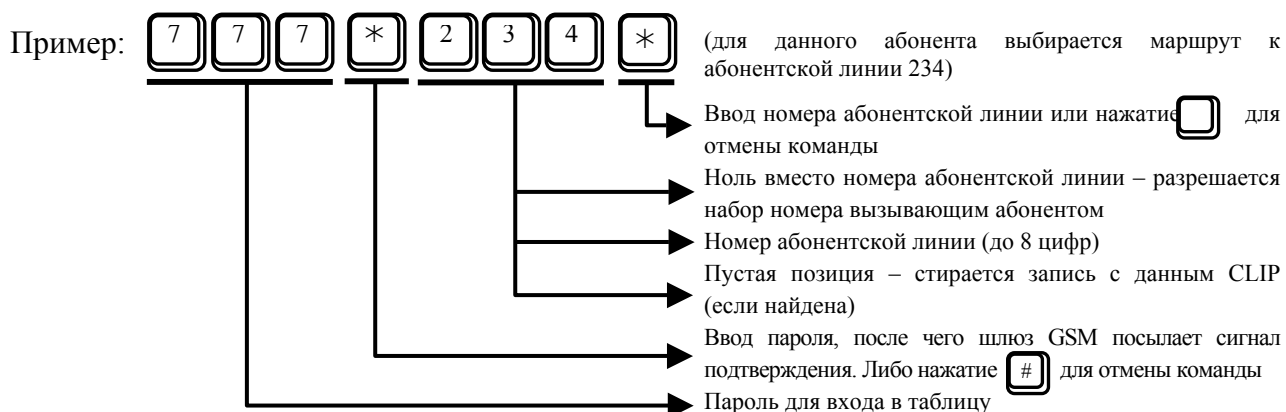 Пример: 7 7 7 * 2 3 4 * (для данного абонента выбирается маршрут к
абонентской линии 234)
Ввод номера абонентской линии или нажатие для
отмены команды
Ноль вместо номера абонентской линии – разрешается
набор номера вызывающим абонентом
Номер абонентской линии (до 8 цифр)
Пустая позиция – стирается запись с данным CLIP
(если найдена)
Ввод пароля, после чего шлюз GSM посылает сигнал
подтверждения. Либо нажатие # для отмены команды
Пароль для входа в таблицу